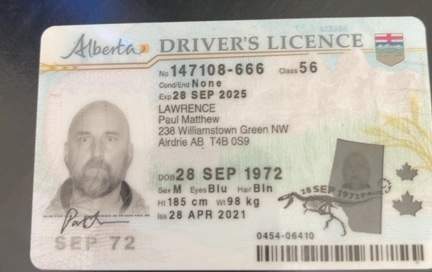 Alberta DRIVER'S LICENCE
No 147108-666 Class 56
Cond/End None
Exp 28 SEP 2025
LAWRENCE
Paul Matthew
238 Williamstown Green NW
Airdrie AB T4B 0S9
DOB 28 SEP 1972
Sex M Eyes Blu Hair Bln
Ht 185 cm Wt 98 kg
Iss 28 APR 2021
28 SEP 1972
SEP 72
0454-06410